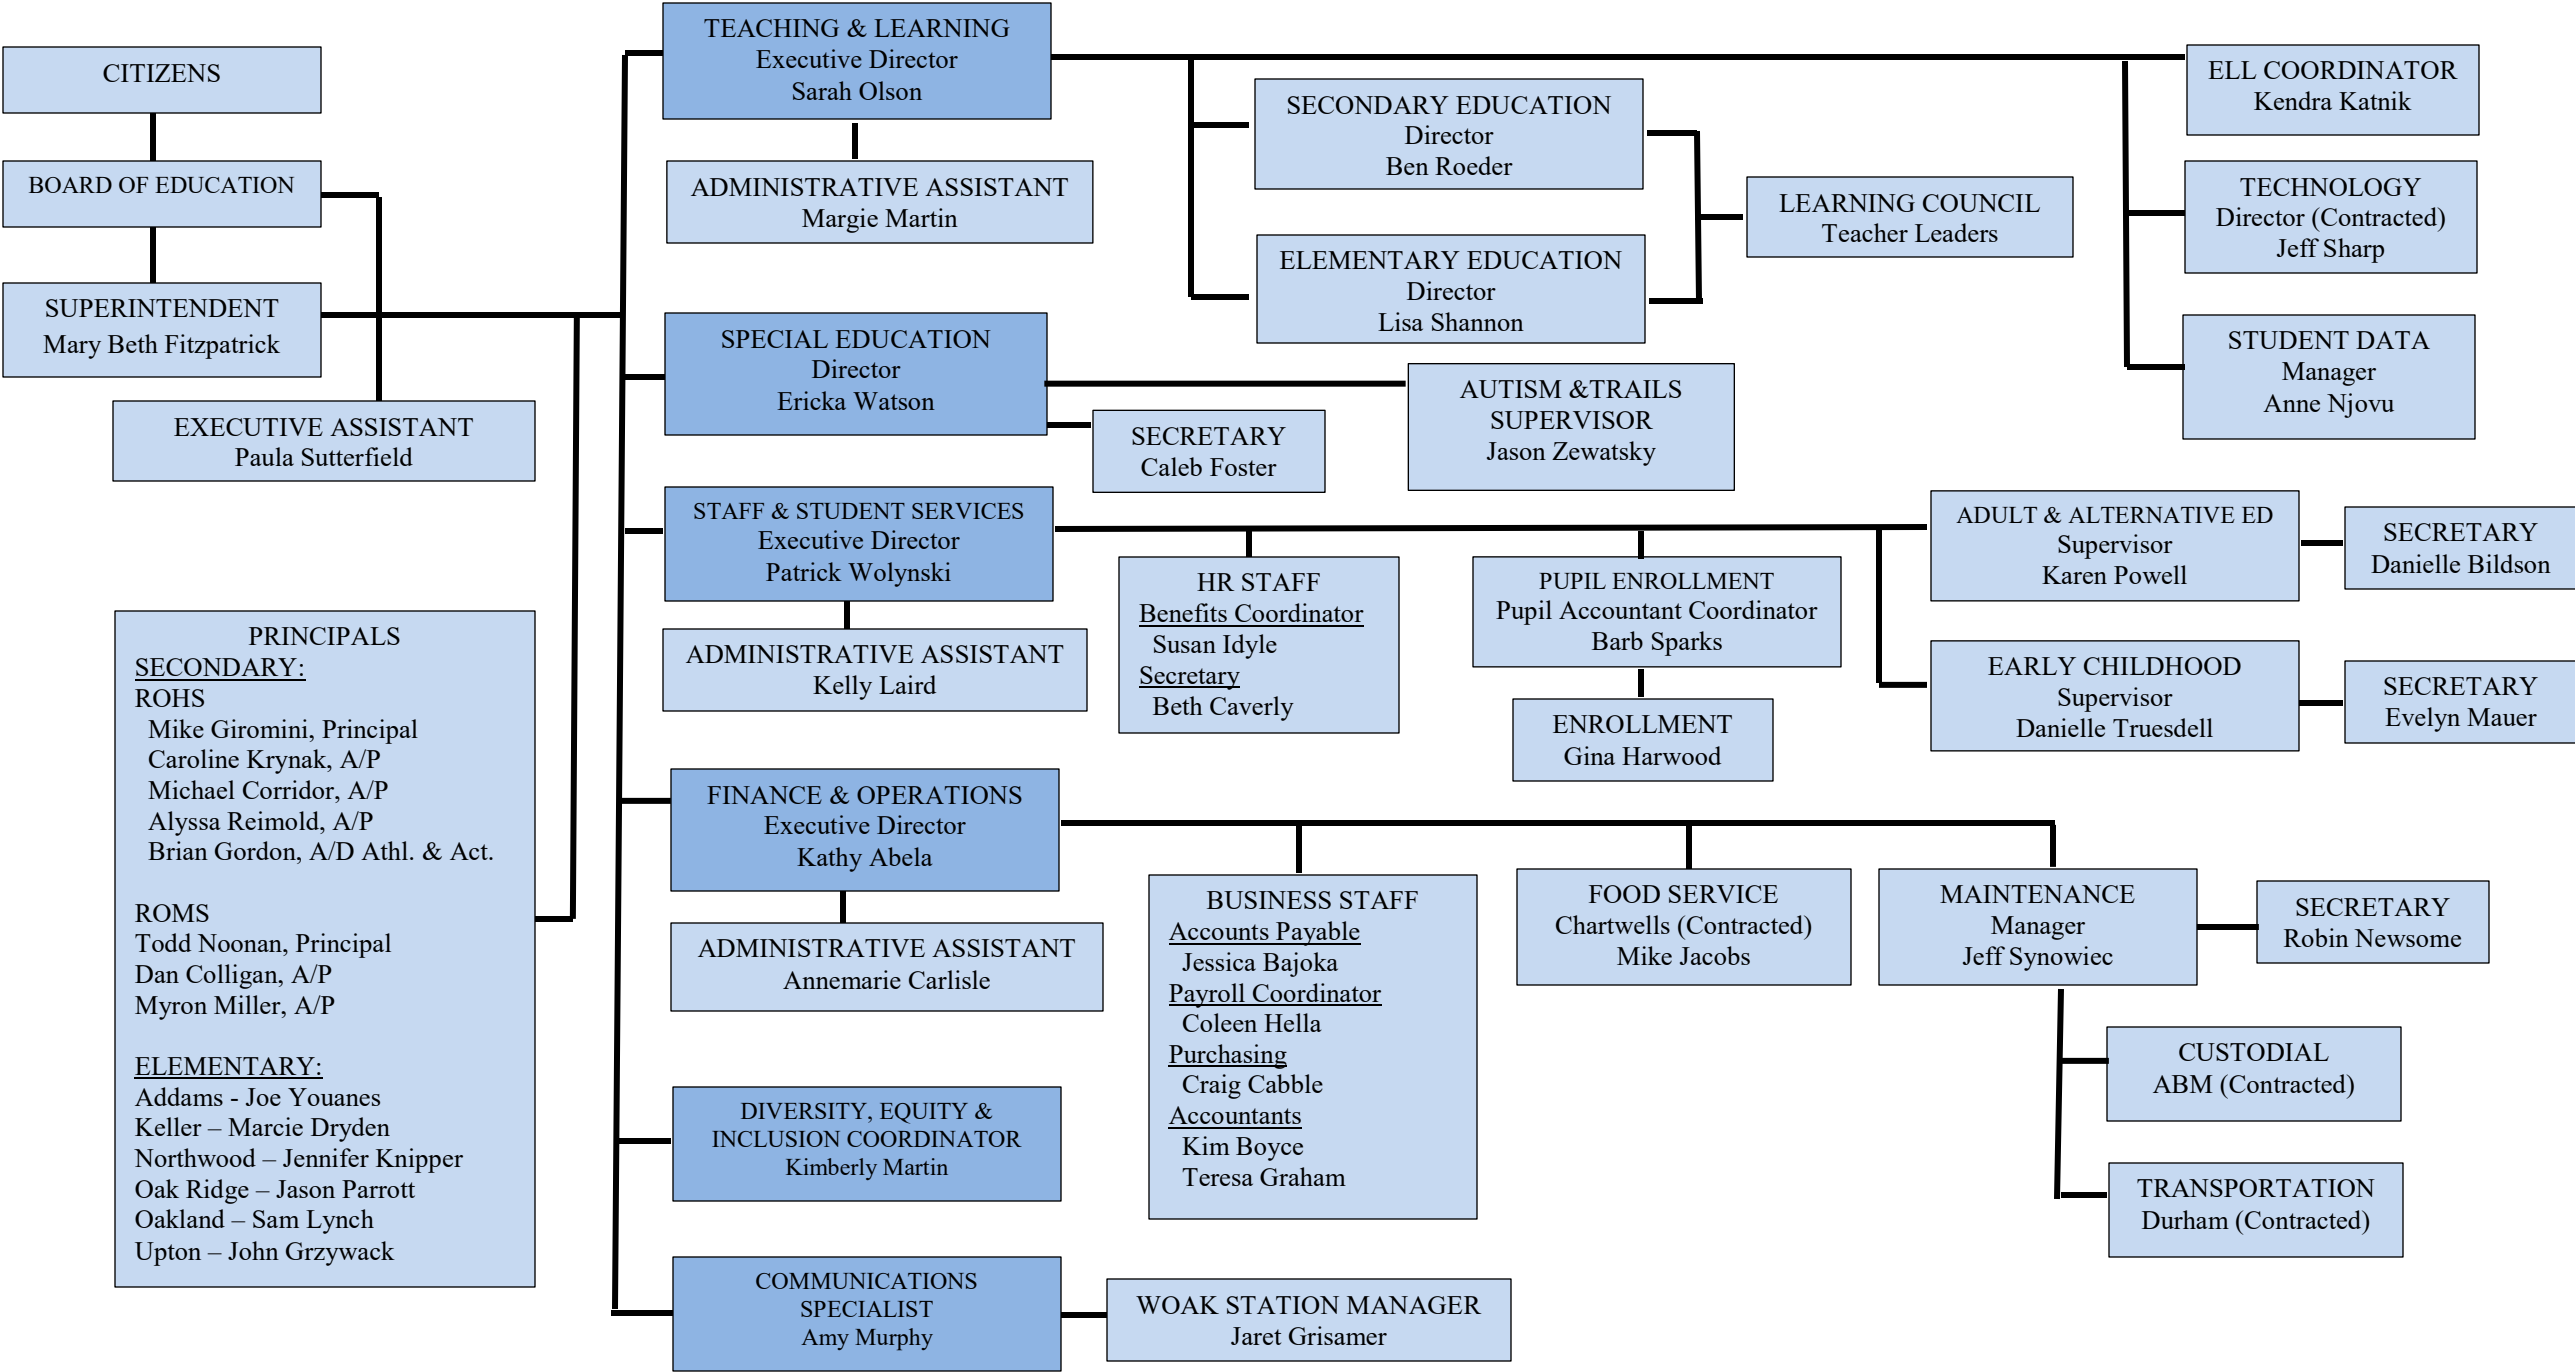 CITIZENS
BOARD OF EDUCATION
SUPERINTENDENT
Mary Beth Fitzpatrick
EXECUTIVE ASSISTANT
Paula Sutterfield
PRINCIPALS
SECONDARY:
ROHS
Mike Giromini, Principal
Caroline Krynak, A/P
Michael Corridor, A/P
Alyssa Reimold, A/P
Brian Gordon, A/D Athl. & Act.
ROMS
Todd Noonan, Principal
Dan Colligan, A/P
Myron Miller, A/P
ELEMENTARY:
Addams - Joe Youanes
Keller – Marcie Dryden
Northwood – Jennifer Knipper
Oak Ridge – Jason Parrott
Oakland – Sam Lynch
Upton – John Grzywack
TEACHING & LEARNING
Executive Director
Sarah Olson
ADMINISTRATIVE ASSISTANT
Margie Martin
SECONDARY EDUCATION
Director
Ben Roeder
ELEMENTARY EDUCATION
Director
Lisa Shannon
LEARNING COUNCIL
Teacher Leaders
ELL COORDINATOR
Kendra Katnik
TECHNOLOGY
Director (Contracted)
Jeff Sharp
STUDENT DATA
Manager
Anne Njovu
SPECIAL EDUCATION
Director
Ericka Watson
SECRETARY
Caleb Foster
AUTISM &TRAILS
SUPERVISOR
Jason Zewatsky
STAFF & STUDENT SERVICES
Executive Director
Patrick Wolynski
ADMINISTRATIVE ASSISTANT
Kelly Laird
HR STAFF
Benefits Coordinator
Susan Idyle
Secretary
Beth Caverly
PUPIL ENROLLMENT
Pupil Accountant Coordinator
Barb Sparks
ENROLLMENT
Gina Harwood
ADULT & ALTERNATIVE ED
Supervisor
Karen Powell
SECRETARY
Danielle Bildson
EARLY CHILDHOOD
Supervisor
Danielle Truesdell
SECRETARY
Evelyn Mauer
FINANCE & OPERATIONS
Executive Director
Kathy Abela
ADMINISTRATIVE ASSISTANT
Annemarie Carlisle
BUSINESS STAFF
Accounts Payable
Jessica Bajoka
Payroll Coordinator
Coleen Hella
Purchasing
Craig Cabble
Accountants
Kim Boyce
Teresa Graham
FOOD SERVICE
Chartwells (Contracted)
Mike Jacobs
MAINTENANCE
Manager
Jeff Synowiec
SECRETARY
Robin Newsome
CUSTODIAL
ABM (Contracted)
TRANSPORTATION
Durham (Contracted)
DIVERSITY, EQUITY &
INCLUSION COORDINATOR
Kimberly Martin
COMMUNICATIONS
SPECIALIST
Amy Murphy
WOAK STATION MANAGER
Jaret Grisamer